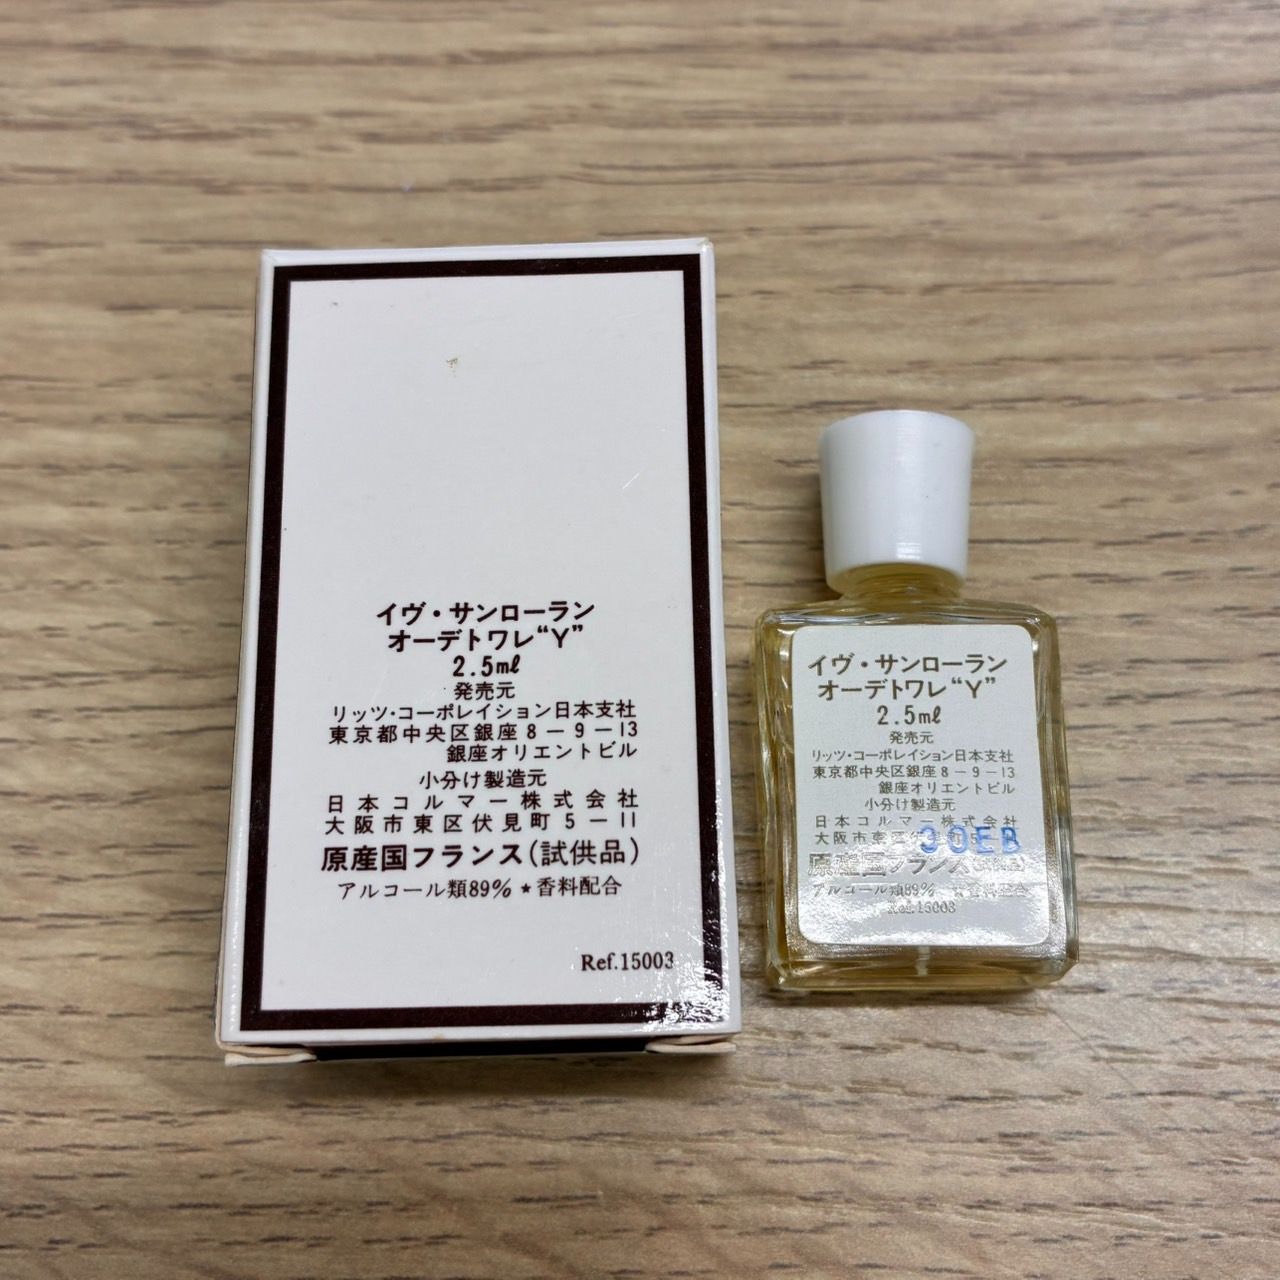 イヴ・サンローラン
オーデトワレ“Y”
2.5ml
発売元
リッツ・コーポレイション日本支社
東京都中央区銀座8-9-13
銀座オリエントビル
小分け製造元
日本コルマー株式会社
大阪市東区伏見町5-11
原産国フランス(試供品)
アルコール類89%★香料配合
Ref.15003
イヴ・サンローラン
オーデトワレ“Y”
2.5ml
発売元
リッツ・コーポレイション日本支社
東京都中央区銀座8-9-13
銀座オリエントビル
小分け製造元
日本コルマー株式会社
大阪市東区
30EB
原産国フランス
アルコール類89% ★香料配合
Ref.15003